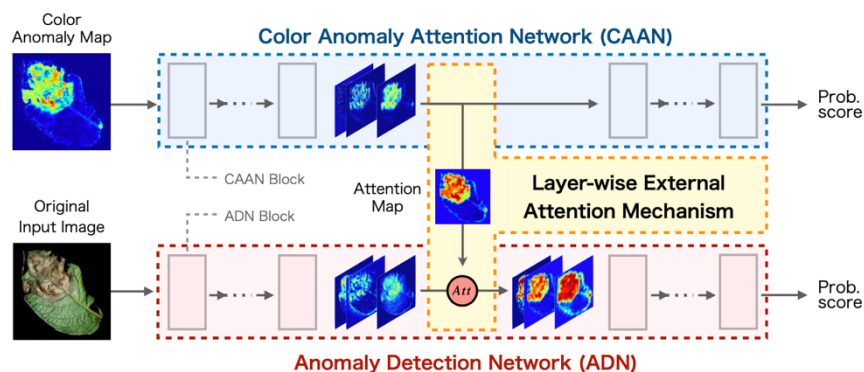 Color
Anomaly Map
Color Anomaly Attention Network (CAAN)
Prob.
score
CAAN Block
ADN Block
Attention
Map
Layer-wise External
Attention Mechanism
Original
Input Image
Att
Prob.
score
Anomaly Detection Network (ADN)